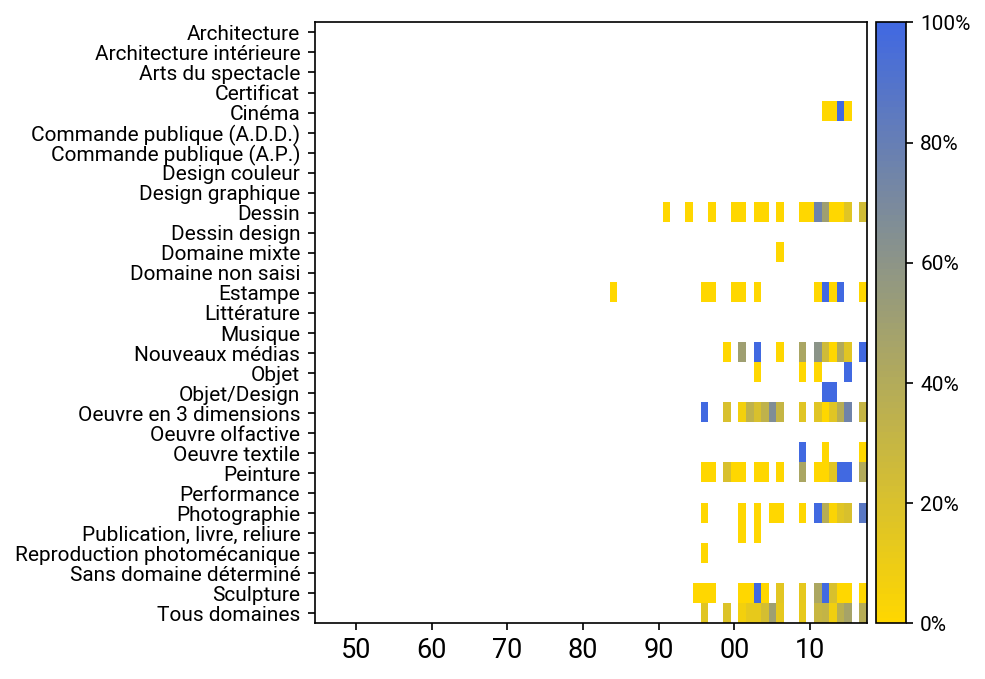 Architecture
Architecture intérieure
Arts du spectacle
Certificat
Cinéma
Commande publique (A.D.D.)
Commande publique (A.P.)
Design couleur
Design graphique
Dessin
Dessin design
Domaine mixte
Domaine non saisi
Estampe
Littérature
Musique
Nouveaux médias
Objet
Objet/Design
Oeuvre en 3 dimensions
Oeuvre olfactive
Oeuvre textile
Peinture
Performance
Photographie
Publication, livre, reliure
Reproduction photomécanique
Sans domaine déterminé
Sculpture
Tous domaines
50 60 70 80 90 00 10
100%
80%
60%
40%
20%
0%